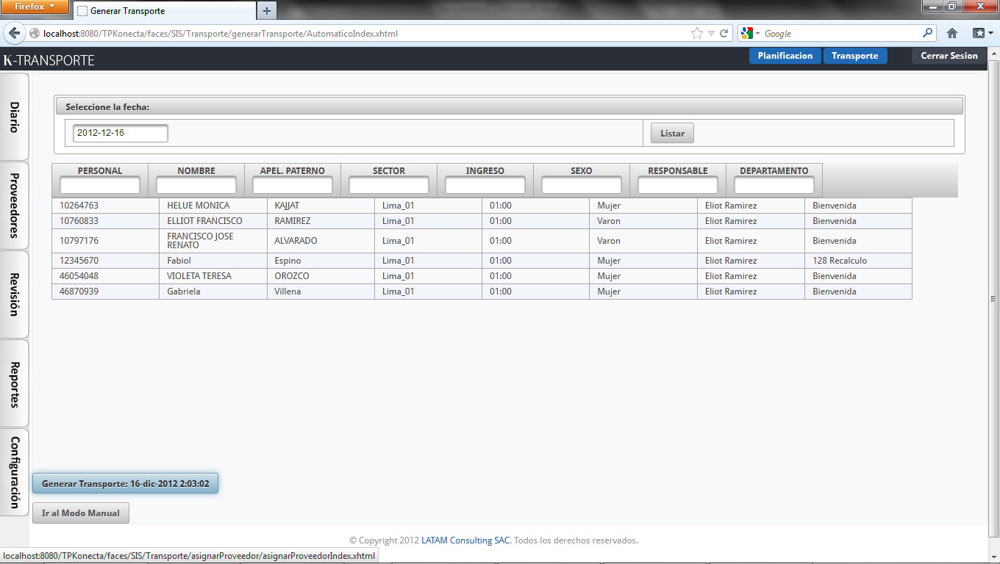 Firefox
Generar Transporte
localhost:8080/TPKonecta/faces/SIS/Transporte/generarTransporte/AutomaticoIndex.xhtml
Google
K-TRANSPORTE
Planificacion
Transporte
Cerrar Sesion
Diario
Proveedores
Revisión
Reportes
Configuración
Seleccione la fecha:
2012-12-16
Listar
PERSONAL NOMBRE APEL. PATERNO SECTOR INGRESO SEXO RESPONSABLE DEPARTAMENTO
10264763 HELUE MONICA KAJJAT Lima_01 01:00 Mujer Eliot Ramirez Bienvenida
10760833 ELLIOT FRANCISCO RAMIREZ Lima_01 01:00 Varon Eliot Ramirez Bienvenida
10797176 FRANCISCO JOSE RENATO ALVARADO Lima_01 01:00 Varon Eliot Ramirez Bienvenida
12345670 Fabiol Espino Lima_01 01:00 Mujer Eliot Ramirez 128 Recalculo
46054048 VIOLETA TERESA OROZCO Lima_01 01:00 Mujer Eliot Ramirez Bienvenida
46870939 Gabriela Villena Lima_01 01:00 Mujer Eliot Ramirez Bienvenida
Generar Transporte: 16-dic-2012 2:03:02
Ir al Modo Manual
© Copyright 2012 LATAM Consulting SAC. Todos los derechos reservados.
localhost:8080/TPKonecta/faces/SIS/Transporte/asignarProveedor/asignarProveedorIndex.xhtml